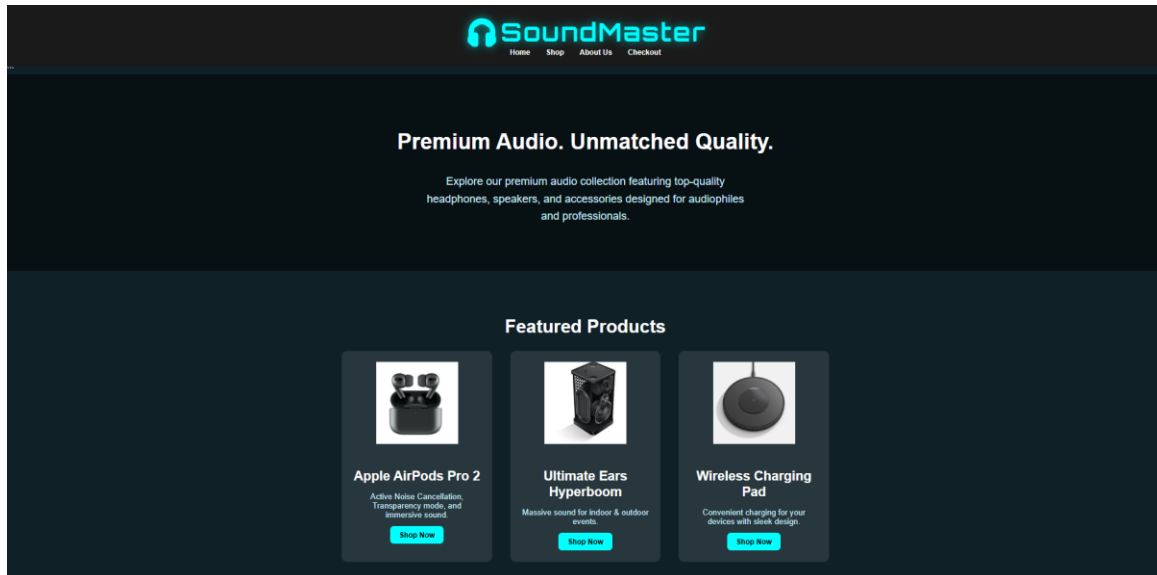 SoundMaster
Home Shop About Us Checkout
Premium Audio. Unmatched Quality.
Explore our premium audio collection featuring top-quality
headphones, speakers, and accessories designed for audiophiles
and professionals.
Featured Products
Apple AirPods Pro 2
Active Noise Cancellation,
Transparency mode, and
immersive sound.
Shop Now
Ultimate Ears
Hyperboom
Massive sound for indoor & outdoor
events.
Shop Now
Wireless Charging
Pad
Convenient charging for your
devices with sleek design.
Shop Now